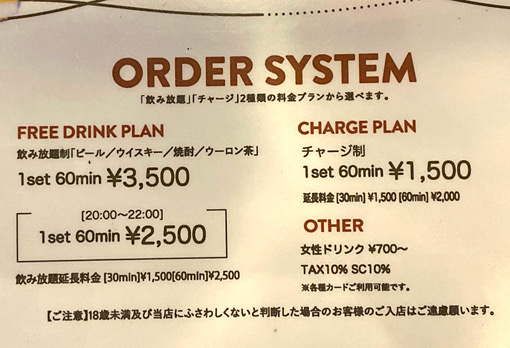 ORDER SYSTEM
「飲み放題」「チャージ」2種類の料金プランから選べます。
FREE DRINK PLAN
飲み放題制「ビール／ウイスキー／焼酎／ウーロン茶」
1set 60min ¥3,500
[20:00〜22:00]
1set 60min ¥2,500
飲み放題延長料金 [30min]¥1,500[60min]¥2,500
CHARGE PLAN
チャージ制
1set 60min ¥1,500
延長料金 [30min] ¥1,500 [60min] ¥2,000
OTHER
女性ドリンク ¥700〜
TAX10% SC10%
※各種カードご利用可能です。
【ご注意】18歳未満及び当店にふさわしくないと判断した場合のお客様のご入店はご遠慮願います。